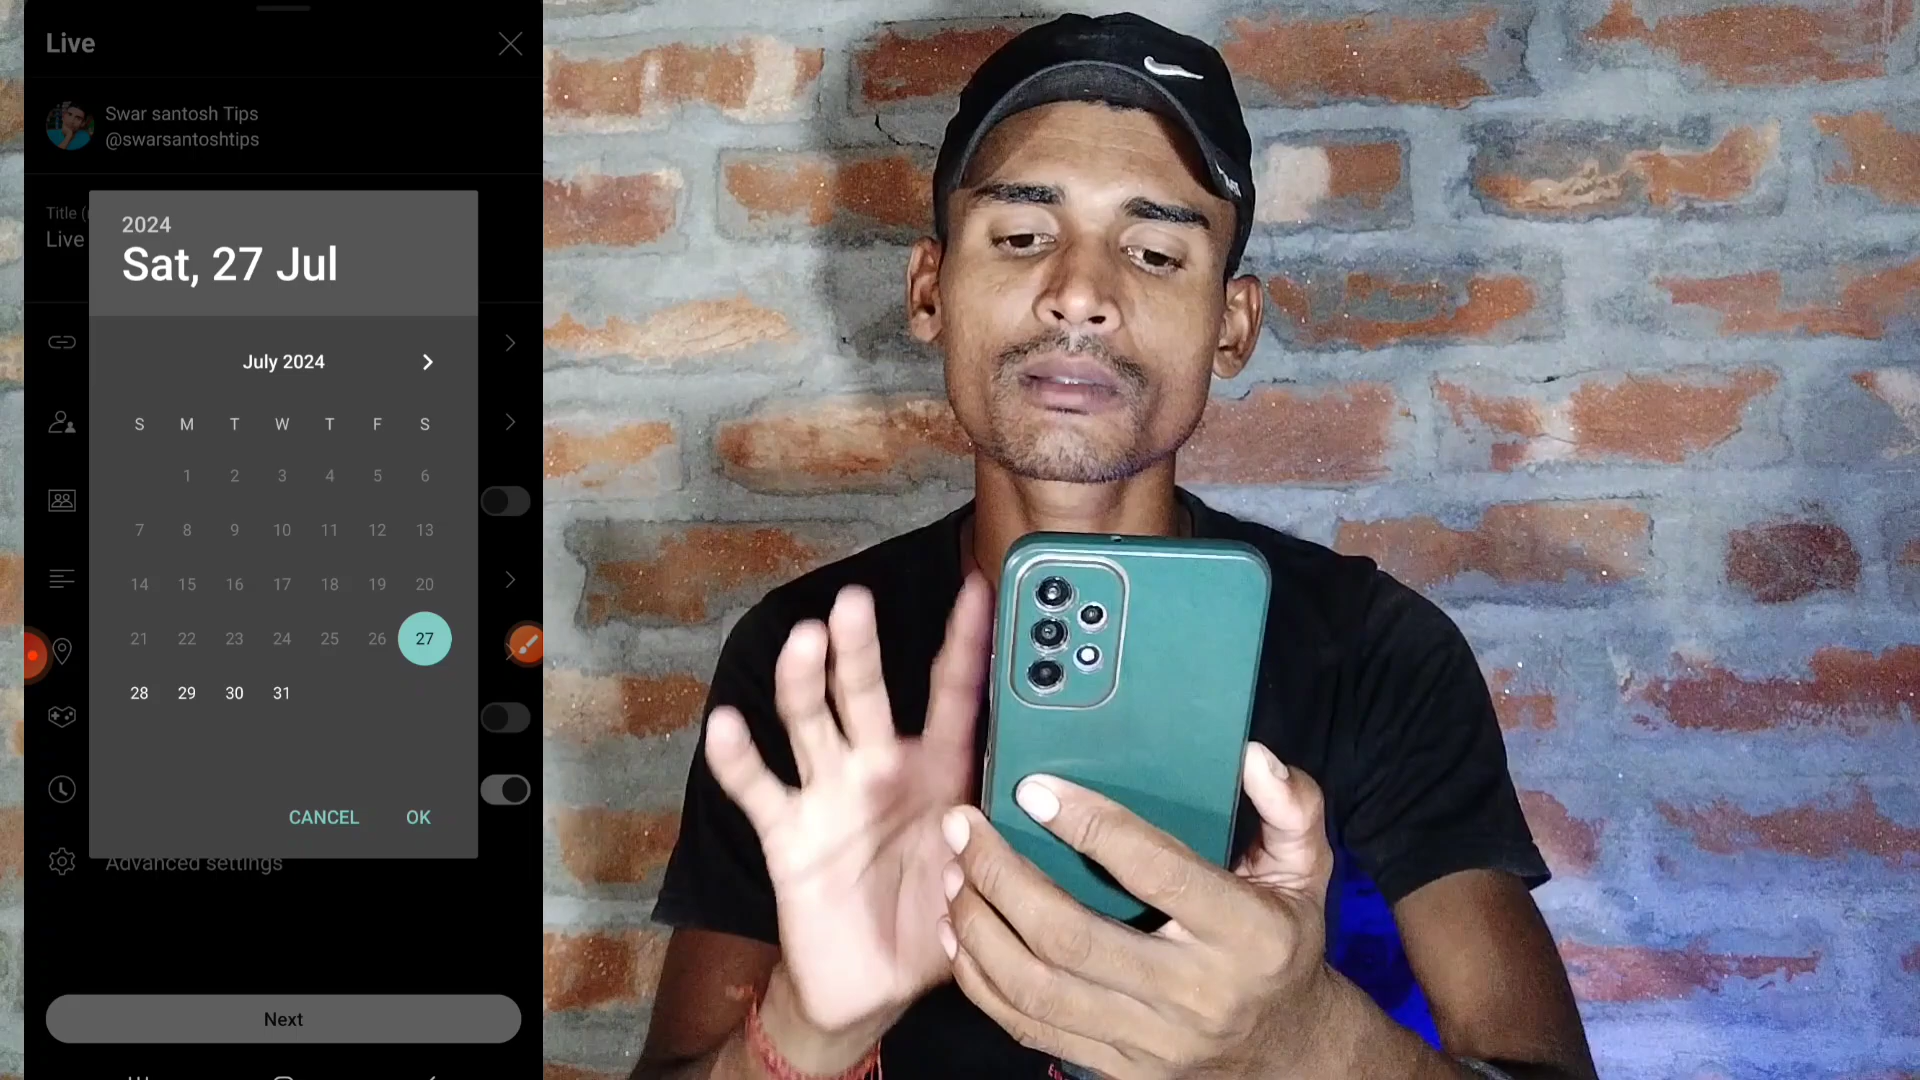 Live
Swar santosh Tips
@swarsantoshtips
Title (
Live
2024
Sat, 27 Jul
July 2024
S M T W T F S
1 2 3 4 5 6
7 8 9 10 11 12 13
14 15 16 17 18 19 20
21 22 23 24 25 26 27
28 29 30 31
CANCEL OK
Advanced settings
Next